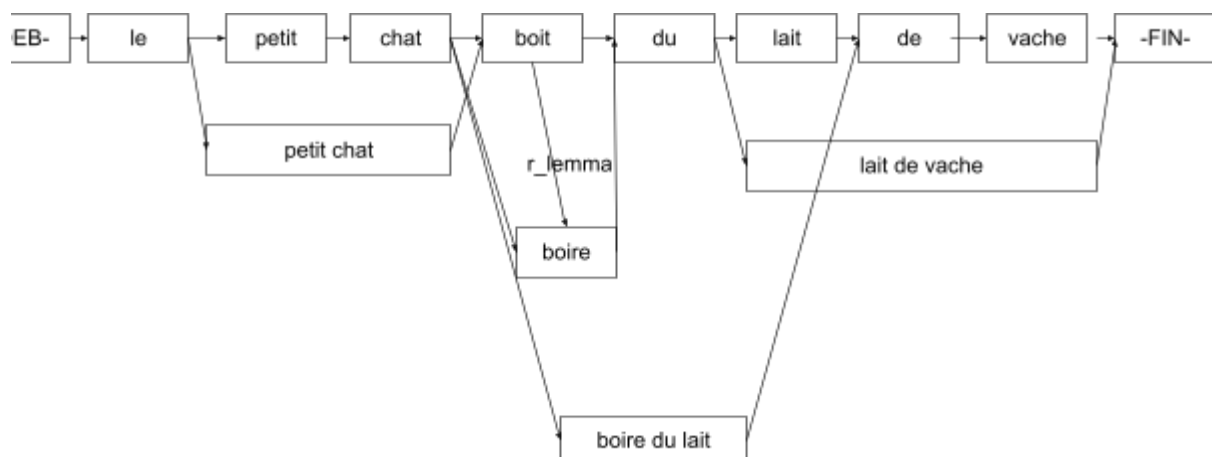 DEB- le petit chat boit du lait de vache -FIN-
petit chat
lait de vache
r_lemma
boire
boire du lait